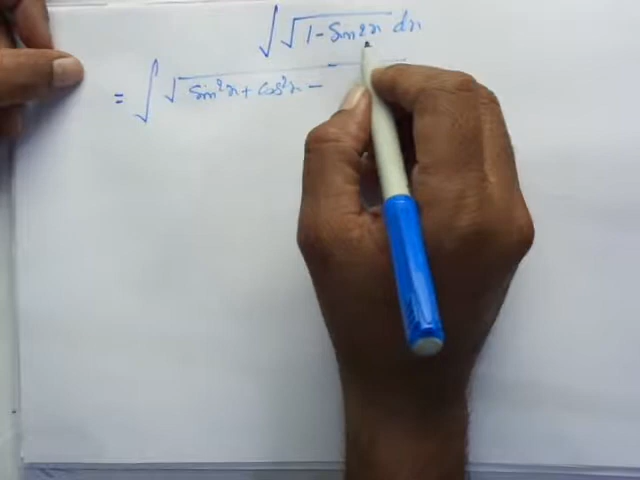 ∫ √1 - Sin2x dx
= ∫ √Sin²x + Cos²x -